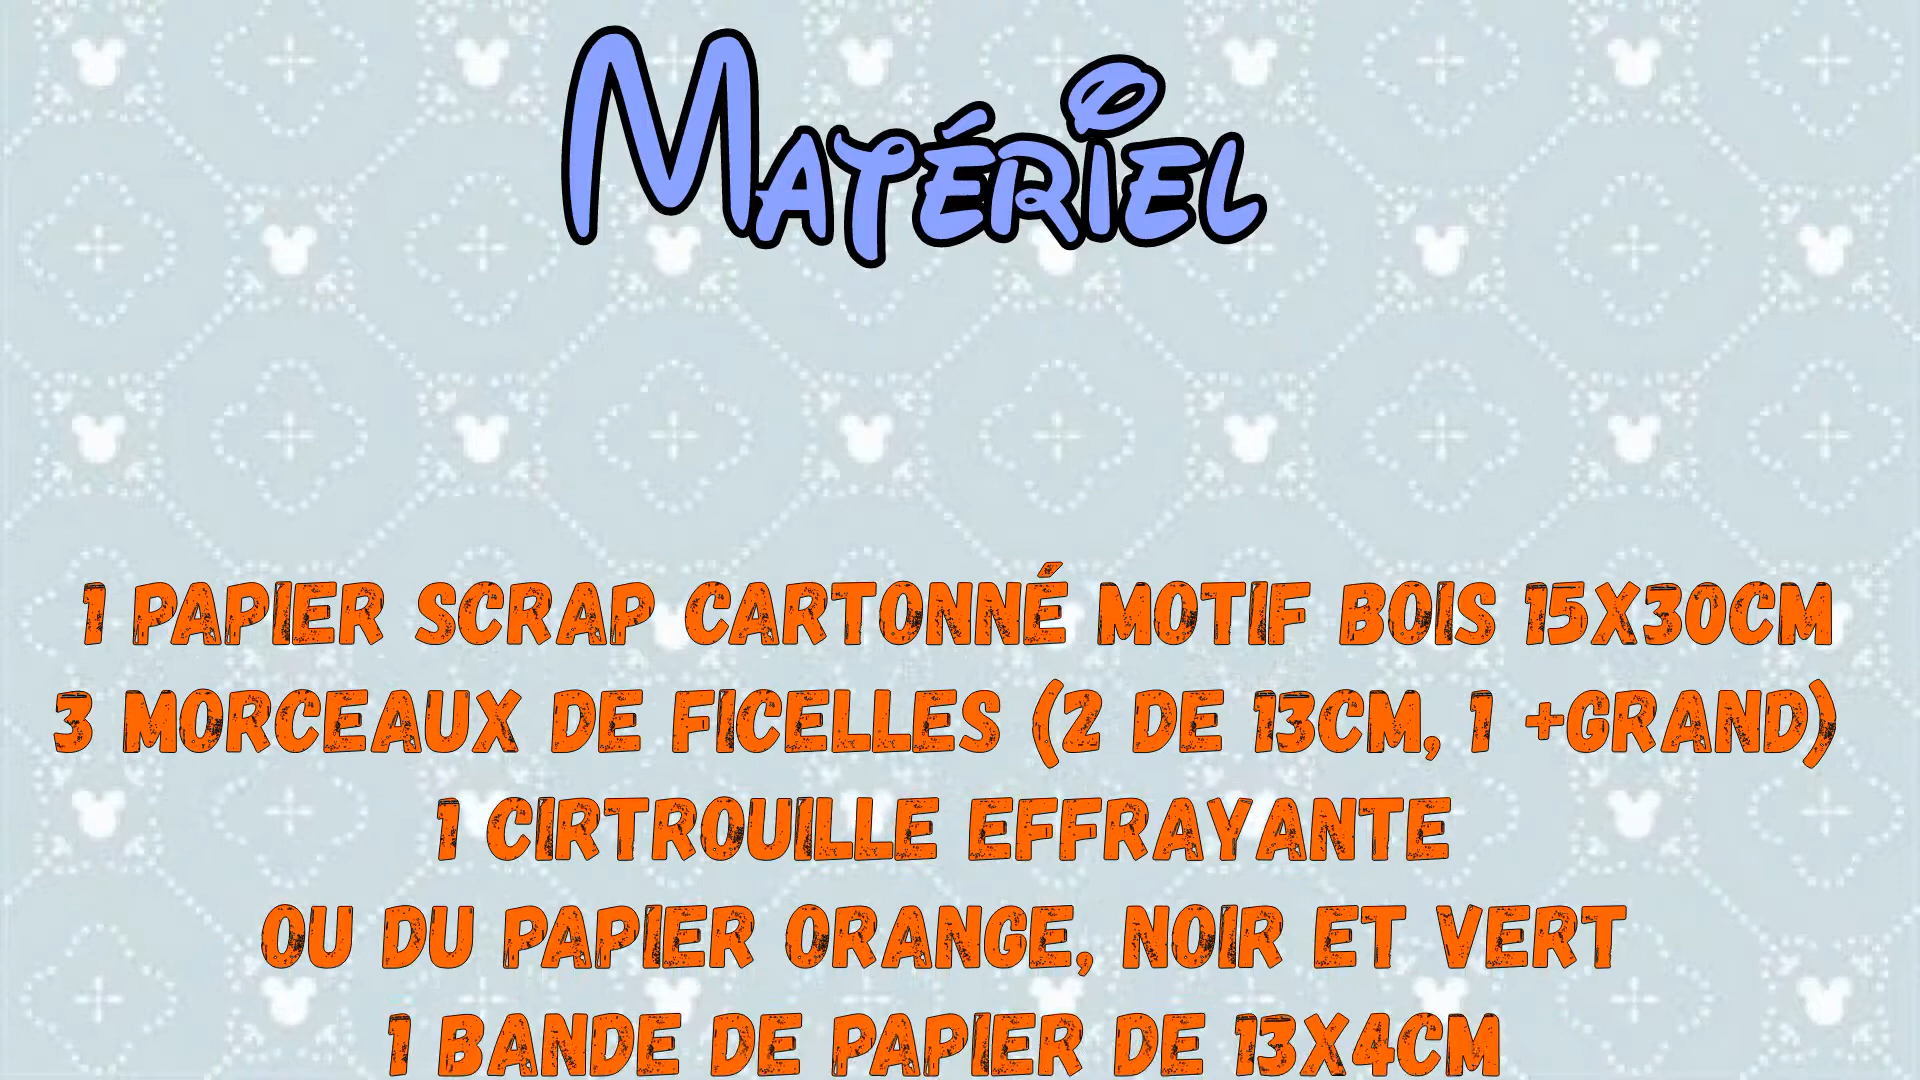 Matériel
1 PAPIER SCRAP CARTONNÉ MOTIF BOIS 15X30CM
3 MORCEAUX DE FICELLES (2 DE 13CM, 1 +GRAND)
1 CIRTROUILLE EFFRAYANTE
OU DU PAPIER ORANGE, NOIR ET VERT
1 BANDE DE PAPIER DE 13X4CM